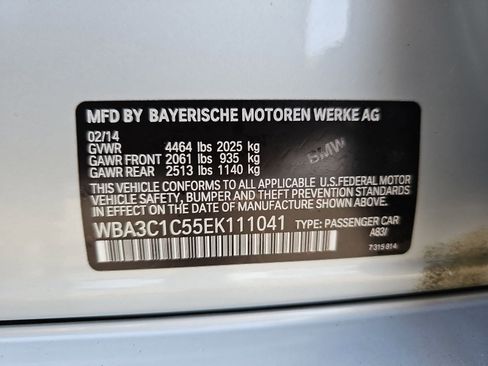 MFD BY BAYERISCHE MOTOREN WERKE AG
02/14
GVWR 4464 lbs 2025 kg
GAWR FRONT 2061 lbs 935 kg
GAWR REAR 2513 lbs 1140 kg
BMW
THIS VEHICLE CONFORMS TO ALL APPLICABLE U.S.FEDERAL MOTOR
VEHICLE SAFETY, BUMPER AND THEFT PREVENTION STANDARDS
IN EFFECT ON THE DATE OF MANUFACTURE SHOWN ABOVE.
WBA3C1C55EK111041 TYPE: PASSENGER CAR
A83/
7 315 814